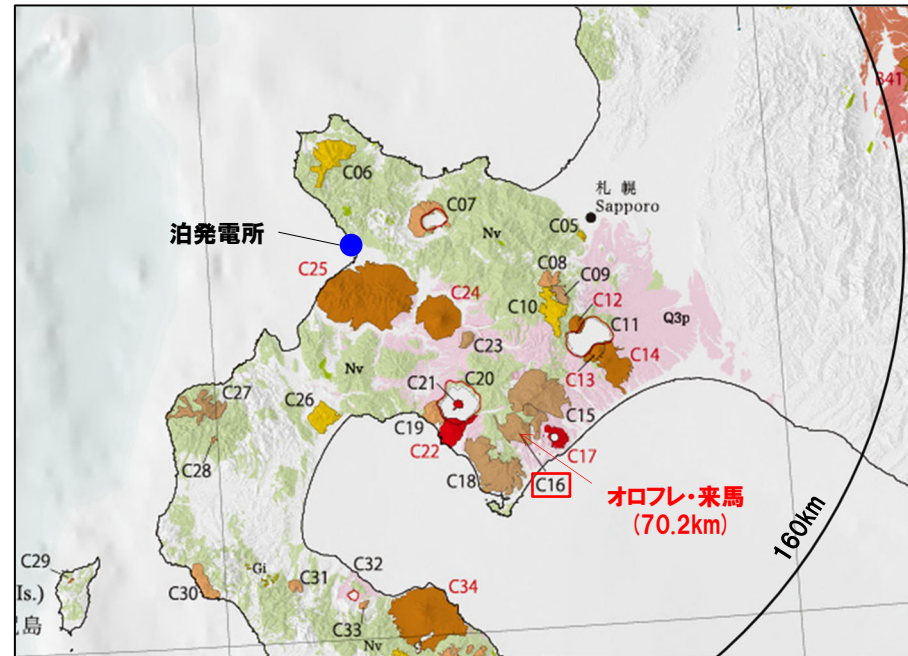 B41
C06
札 幌
Sapporo
C07
C05
Nv
泊発電所
C08
C09
C25
C24
C12
C10
C11
Q3p
C23
C14
C13
Nv
C21
C20
C27
C26
C15
C19
C17
C22
C28
C18
C16
オロフレ・来馬
(70.2km)
160km
C29
C32
Gi
C31
C34
Is.)
C30
C33
島
Nv